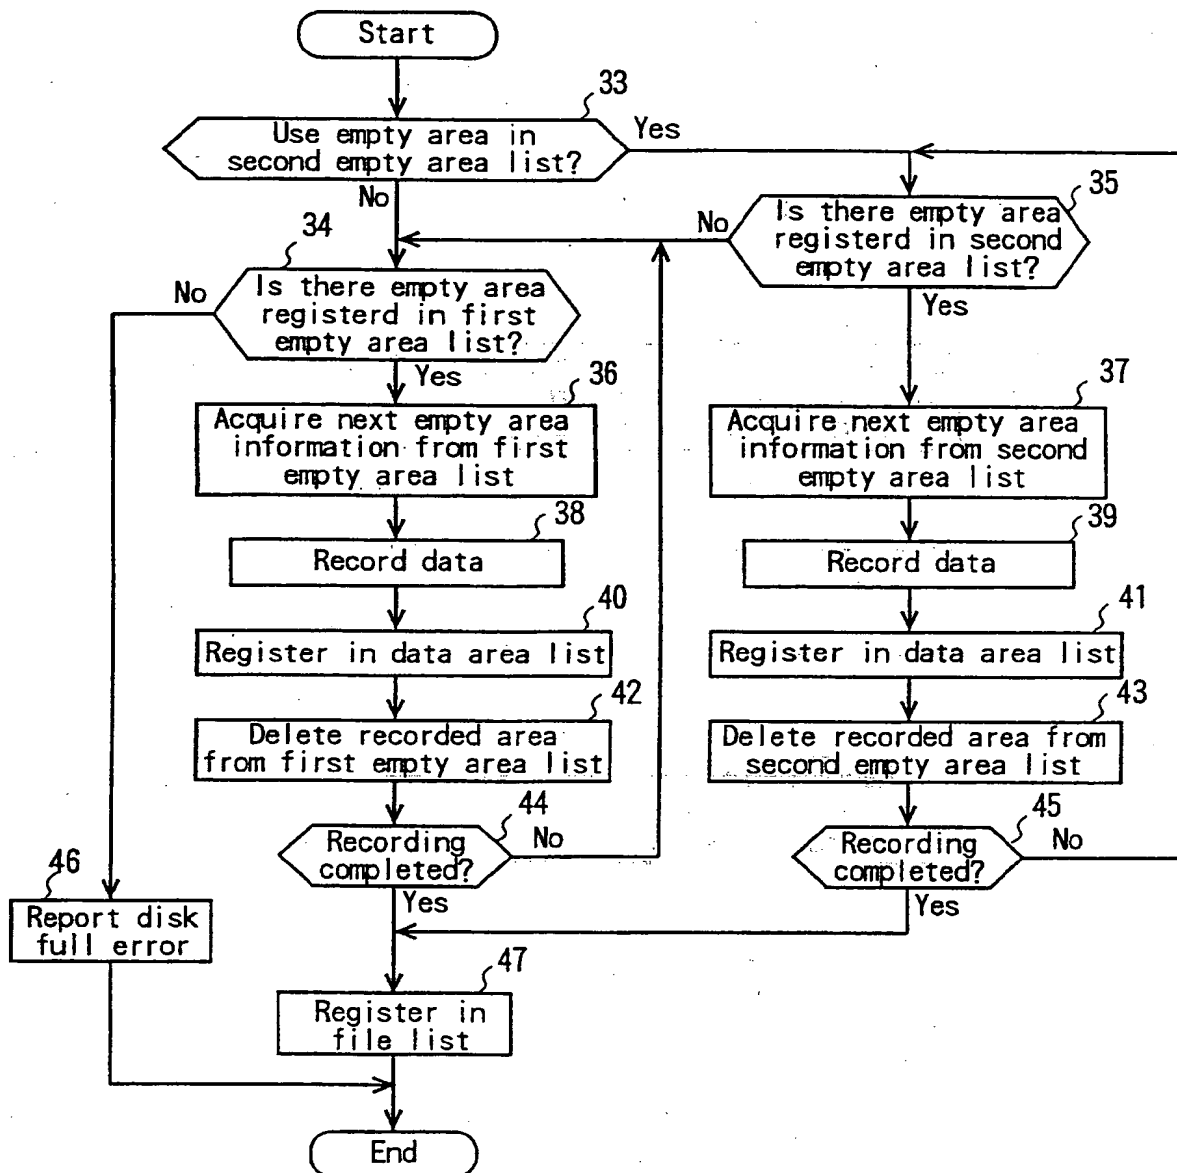 Start
33
Use empty area in
second empty area list?
Yes
No
35
Is there empty area
registerd in second
empty area list?
No
Yes
34
Is there empty area
registerd in first
empty area list?
No
Yes
36
Acquire next empty area
information from first
empty area list
37
Acquire next empty area
information from second
empty area list
38
Record data
39
Record data
40
Register in data area list
41
Register in data area list
42
Delete recorded area
from first empty area list
43
Delete recorded area from
second empty area list
44
Recording
completed?
No
Yes
45
Recording
completed?
No
Yes
46
Report disk
full error
47
Register in
file list
End